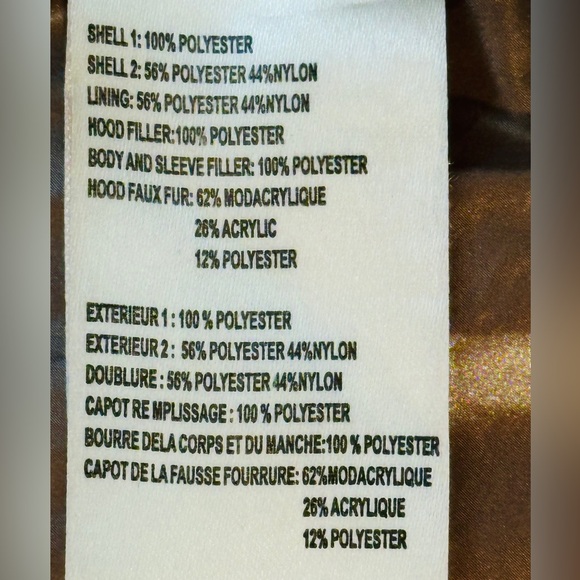 SHELL 1: 100% POLYESTER
SHELL 2: 56% POLYESTER 44%NYLON
LINING: 56% POLYESTER 44%NYLON
HOOD FILLER:100% POLYESTER
BODY AND SLEEVE FILLER: 100% POLYESTER
HOOD FAUX FUR: 62% MODACRYLIQUE
26% ACRYLIC
12% POLYESTER
EXTERIEUR 1 : 100 % POLYESTER
EXTERIEUR 2 : 56% POLYESTER 44%NYLON
DOUBLURE : 56% POLYESTER 44%NYLON
CAPOT RE MPLISSAGE : 100 % POLYESTER
BOURRE DELA CORPS ET DU MANCHE:100 % POLYESTER
CAPOT DE LA FAUSSE FOURRURE: 62%MODACRYLIQUE
26% ACRYLIQUE
12% POLYESTER